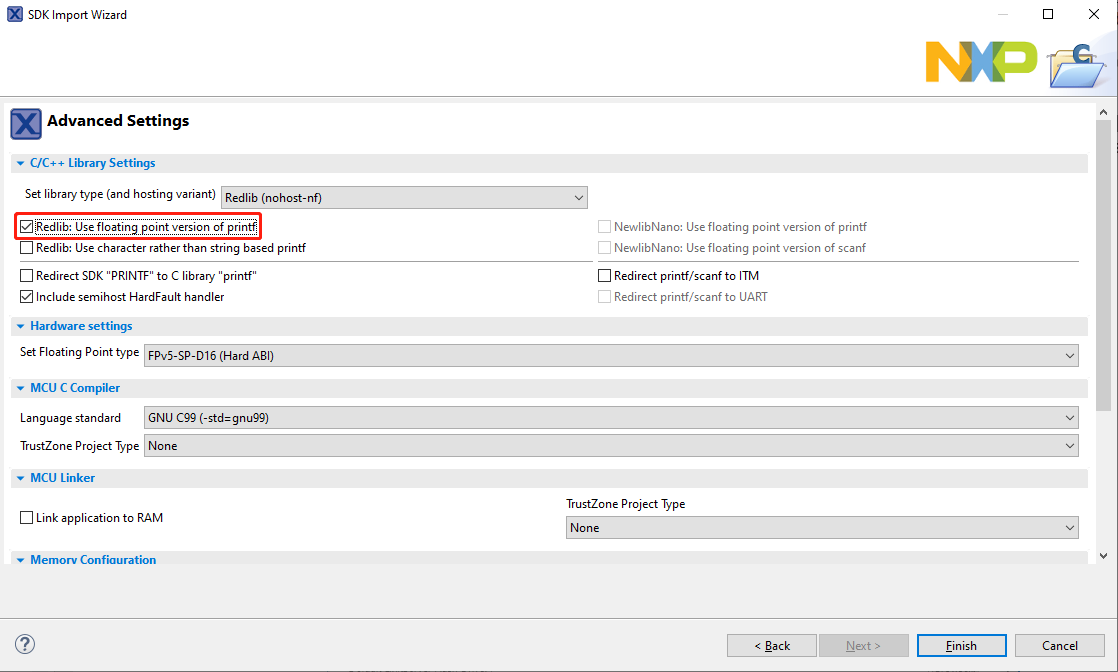 SDK Import Wizard
NXP
C
Advanced Settings
C/C++ Library Settings
Set library type (and hosting variant) Redlib (nohost-nf)
Redlib: Use floating point version of printf NewlibNano: Use floating point version of printf
Redlib: Use character rather than string based printf NewlibNano: Use floating point version of scanf
Redirect SDK "PRINTF" to C library "printf" Redirect printf/scanf to ITM
Include semihost HardFault handler Redirect printf/scanf to UART
Hardware settings
Set Floating Point type FPv5-SP-D16 (Hard ABI)
MCU C Compiler
Language standard GNU C99 (-std=gnu99)
TrustZone Project Type None
MCU Linker
TrustZone Project Type
Link application to RAM
None
Memory Configuration
? < Back Next > Finish Cancel